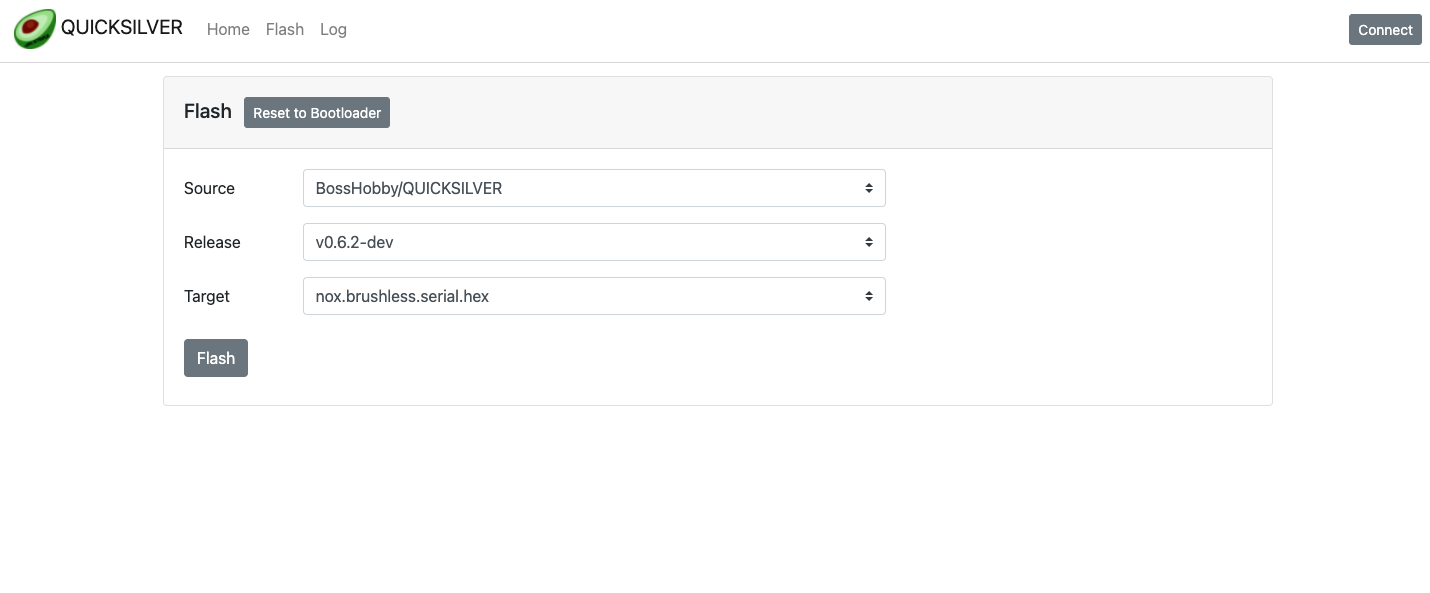 QUICKSILVER Home Flash Log Connect
Flash Reset to Bootloader
Source BossHobby/QUICKSILVER
Release v0.6.2-dev
Target nox.brushless.serial.hex
Flash